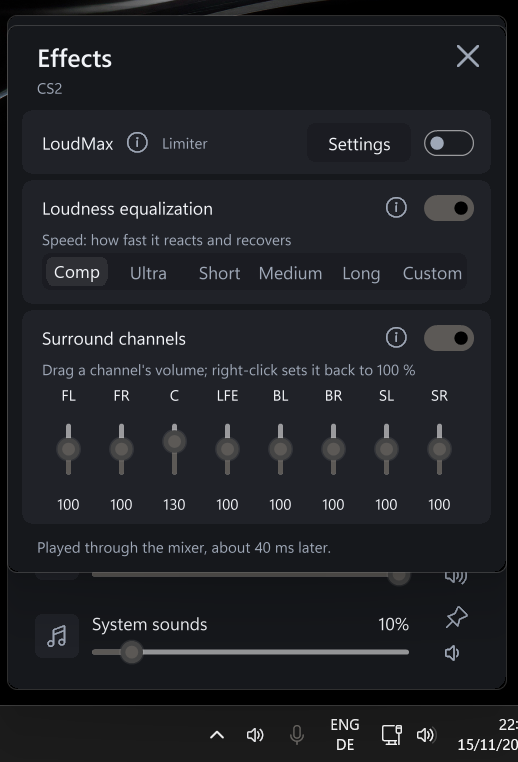 Effects
CS2
LoudMax Limiter Settings
Loudness equalization
Speed: how fast it reacts and recovers
Comp Ultra Short Medium Long Custom
Surround channels
Drag a channel's volume; right-click sets it back to 100 %
FL FR C LFE BL BR SL SR
100 100 130 100 100 100 100 100
Played through the mixer, about 40 ms later.
System sounds 10%
ENG 22:
DE 15/11/20